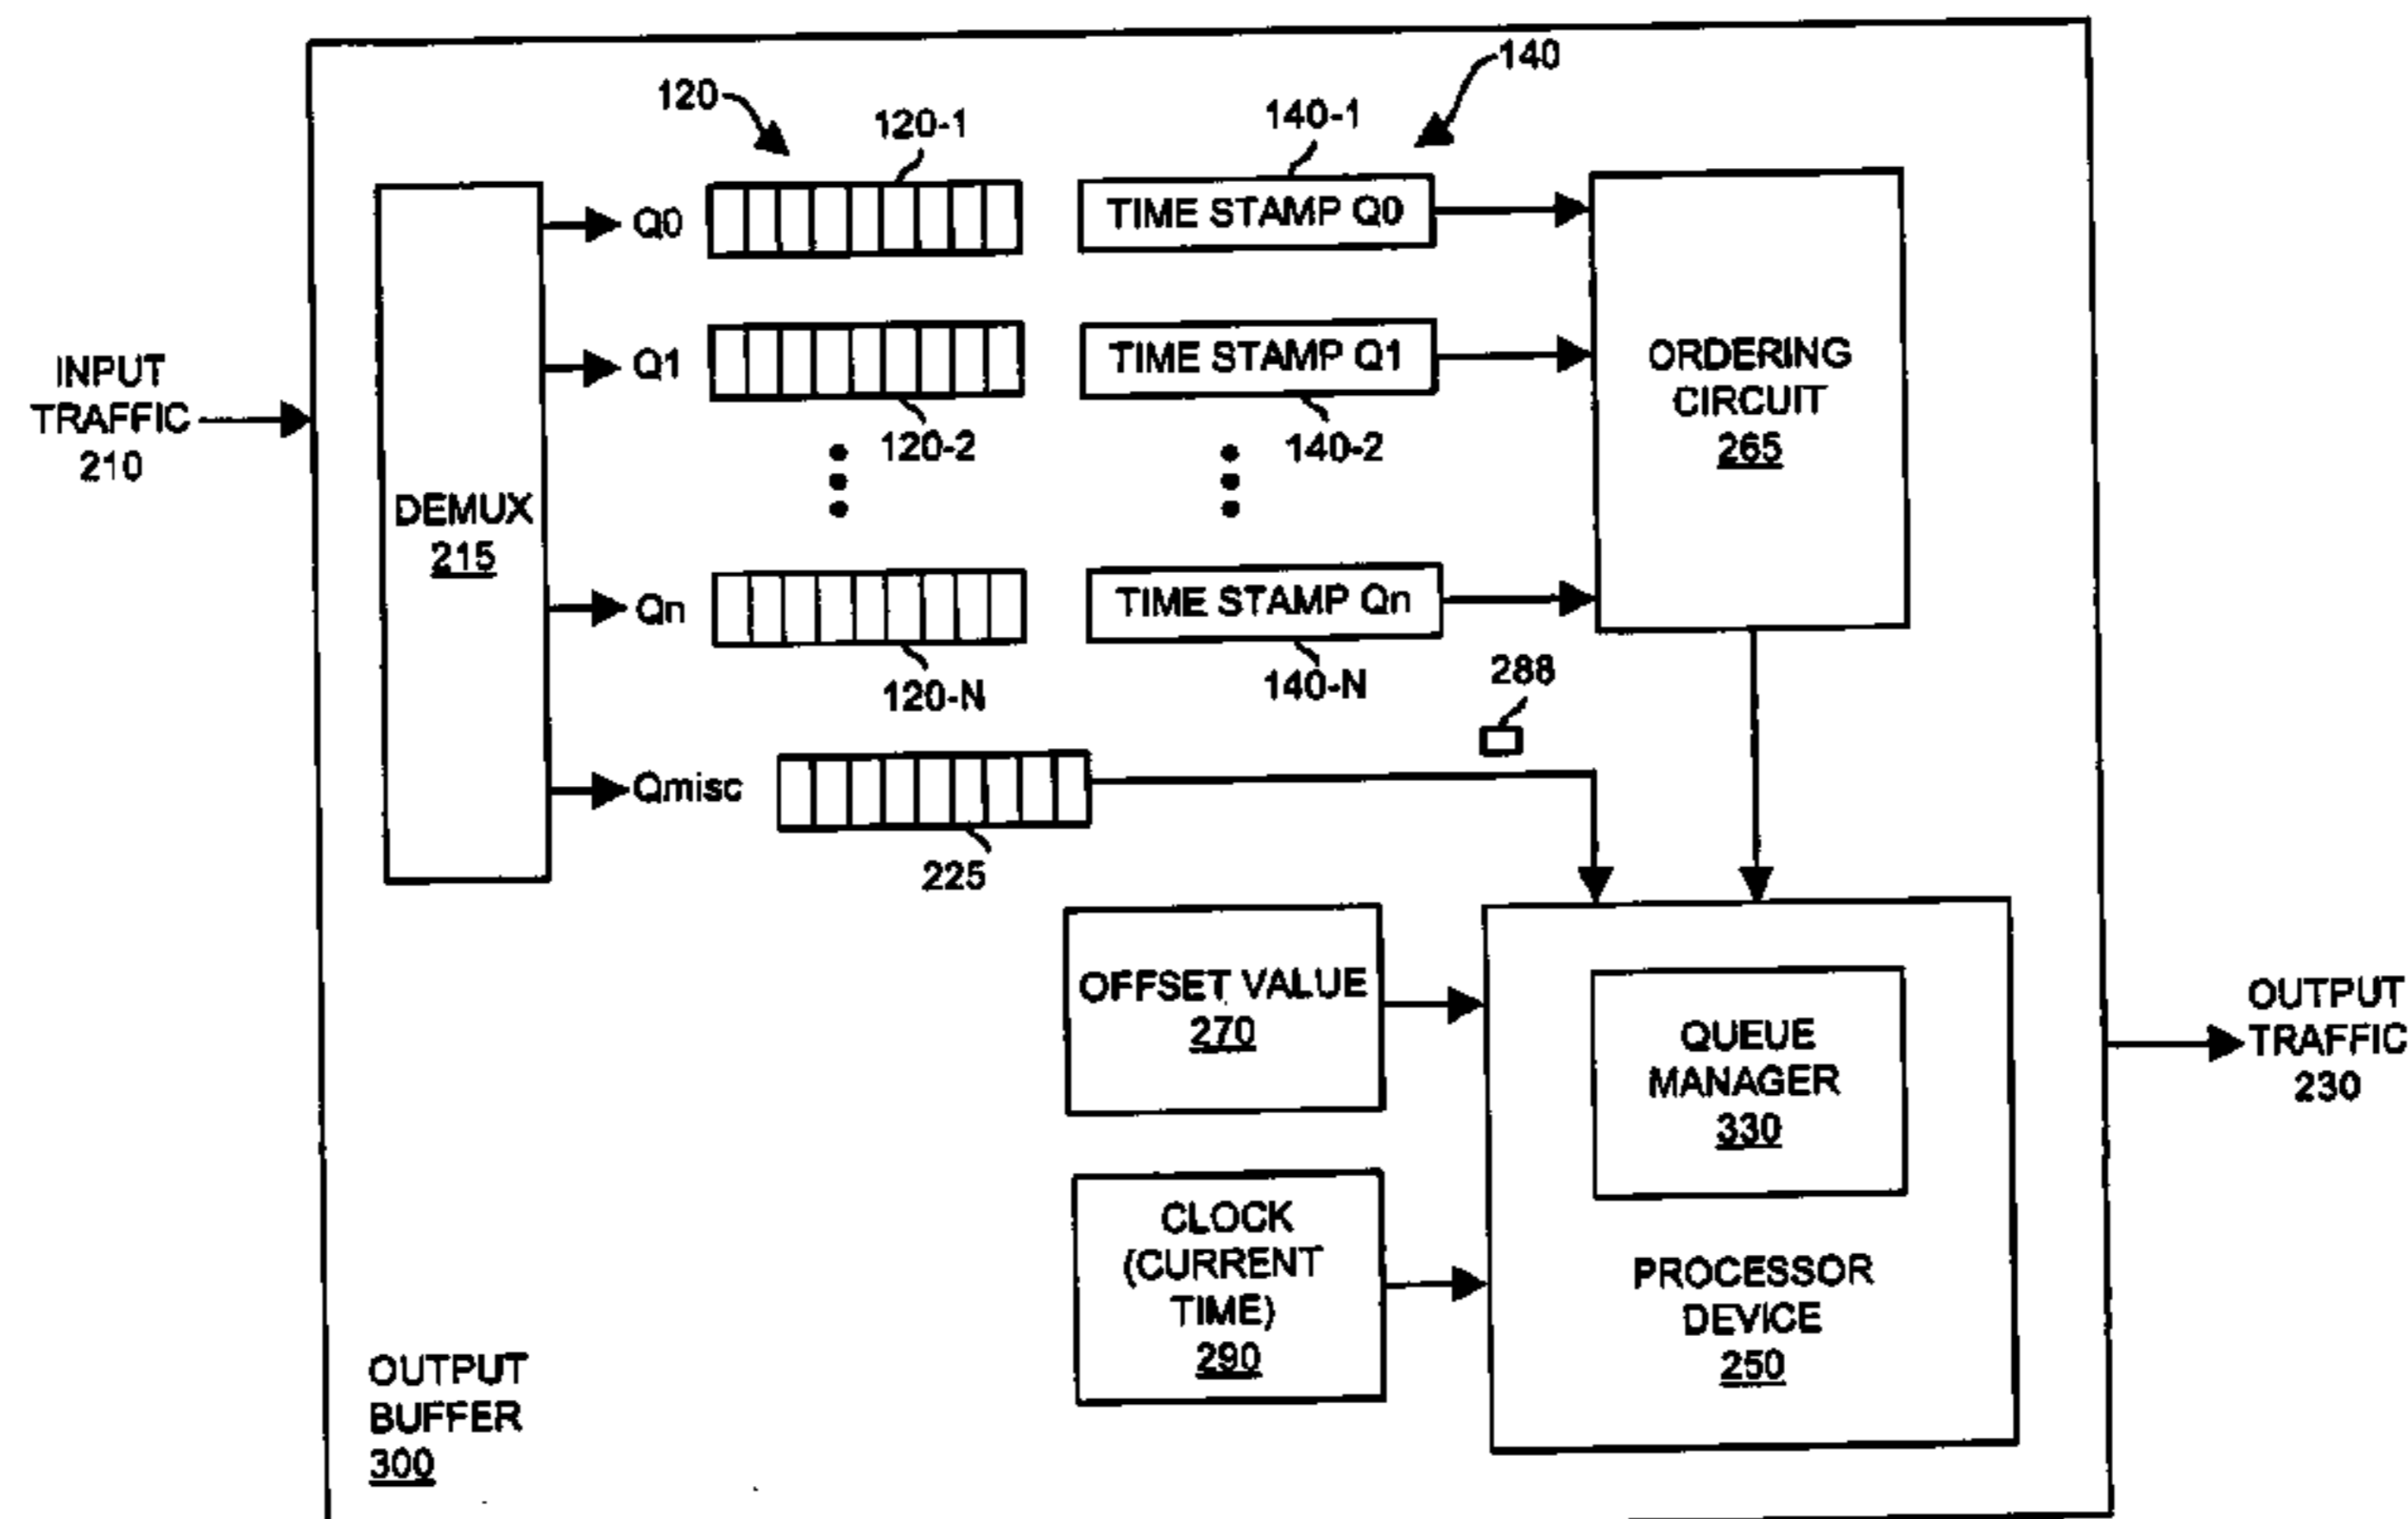 140
120
120-1
140-1
Q0
TIME STAMP Q0
Q1
TIME STAMP Q1
ORDERING
CIRCUIT
265
INPUT
TRAFFIC
210
120-2
140-2
DEMUX
215
Qn
TIME STAMP Qn
120-N
140-N
288
Qmisc
225
OFFSET VALUE
270
QUEUE
MANAGER
330
OUTPUT
TRAFFIC
230
CLOCK
(CURRENT
TIME)
290
PROCESSOR
DEVICE
250
OUTPUT
BUFFER
300